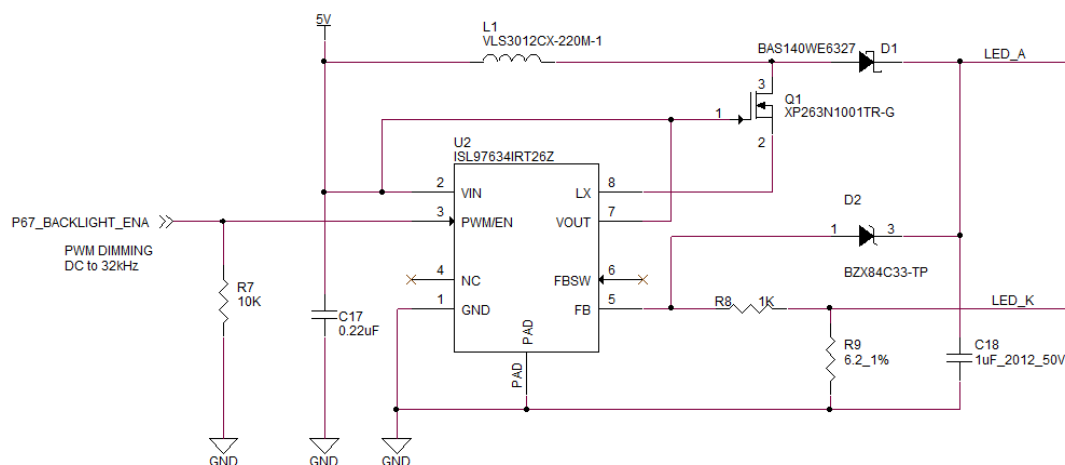 5V
L1
VLS3012CX-220M-1
BAS140WE6327
D1
LED_A
3
Q1
XP263N1001TR-G
1
2
U2
ISL97634IRT26Z
2
VIN
LX
8
P67_BACKLIGHT_ENA
3
PWM/EN
VOUT
7
PWM DIMMING
DC to 32kHz
D2
1
3
BZX84C33-TP
4
NC
FBSW
6
R7
10K
1
GND
FB
5
R8
1K
LED_K
C17
0.22uF
PAD
PAD
R9
6.2_1%
C18
1uF_2012_50V
GND
GND
GND